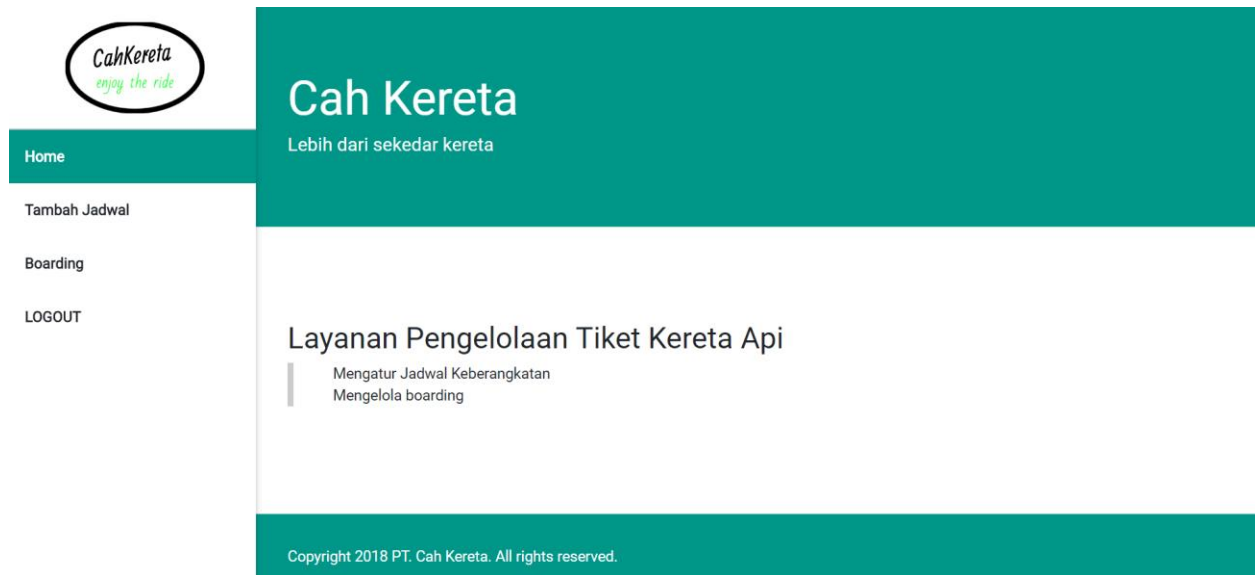 CahKereta
enjoy the ride
Home
Tambah Jadwal
Boarding
LOGOUT
Cah Kereta
Lebih dari sekedar kereta
Layanan Pengelolaan Tiket Kereta Api
Mengatur Jadwal Keberangkatan
Mengelola boarding
Copyright 2018 PT. Cah Kereta. All rights reserved.